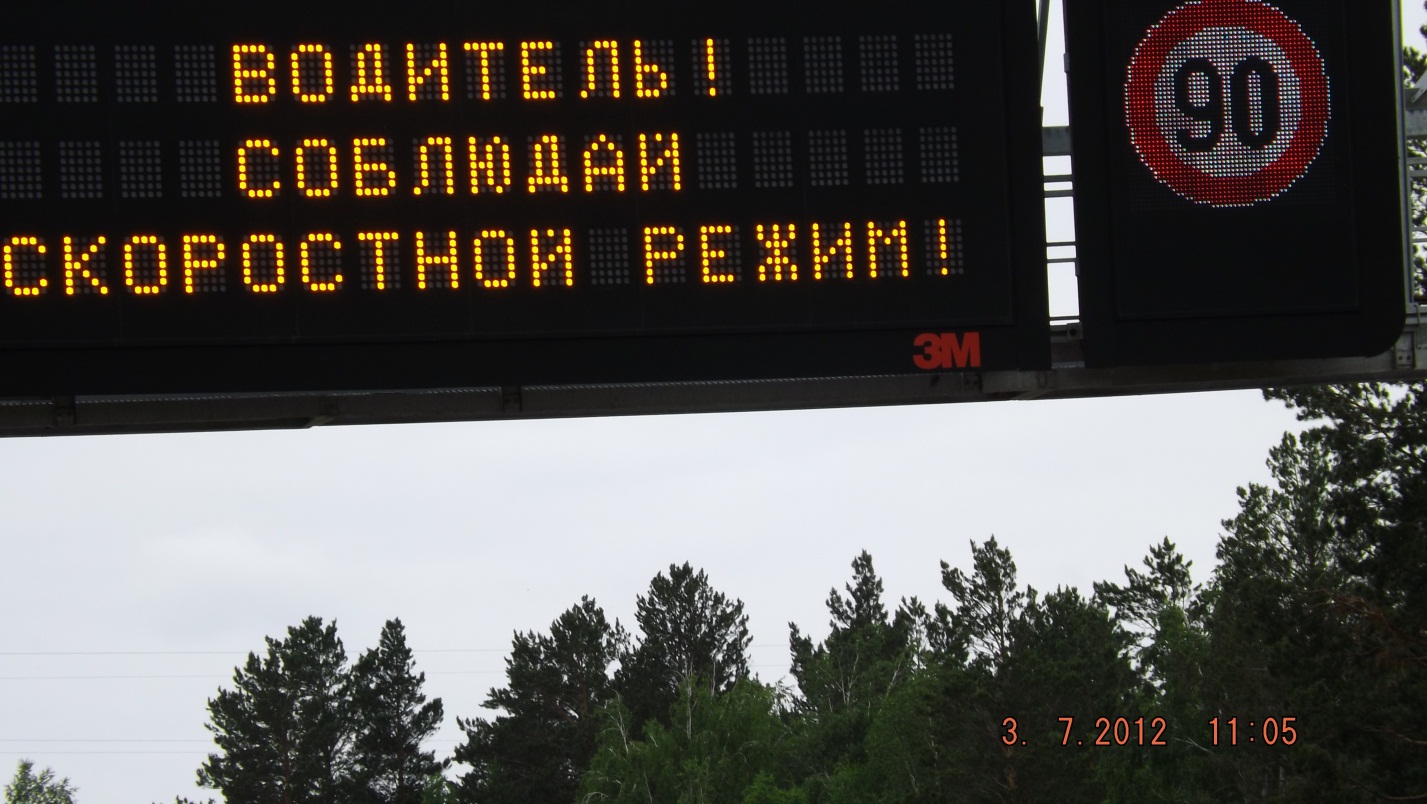 ВОДИТЕЛЬ!
СОБЛЮДАЙ
СКОРОСТНОЙ РЕЖИМ!
90
3M
3. 7.2012 11:05